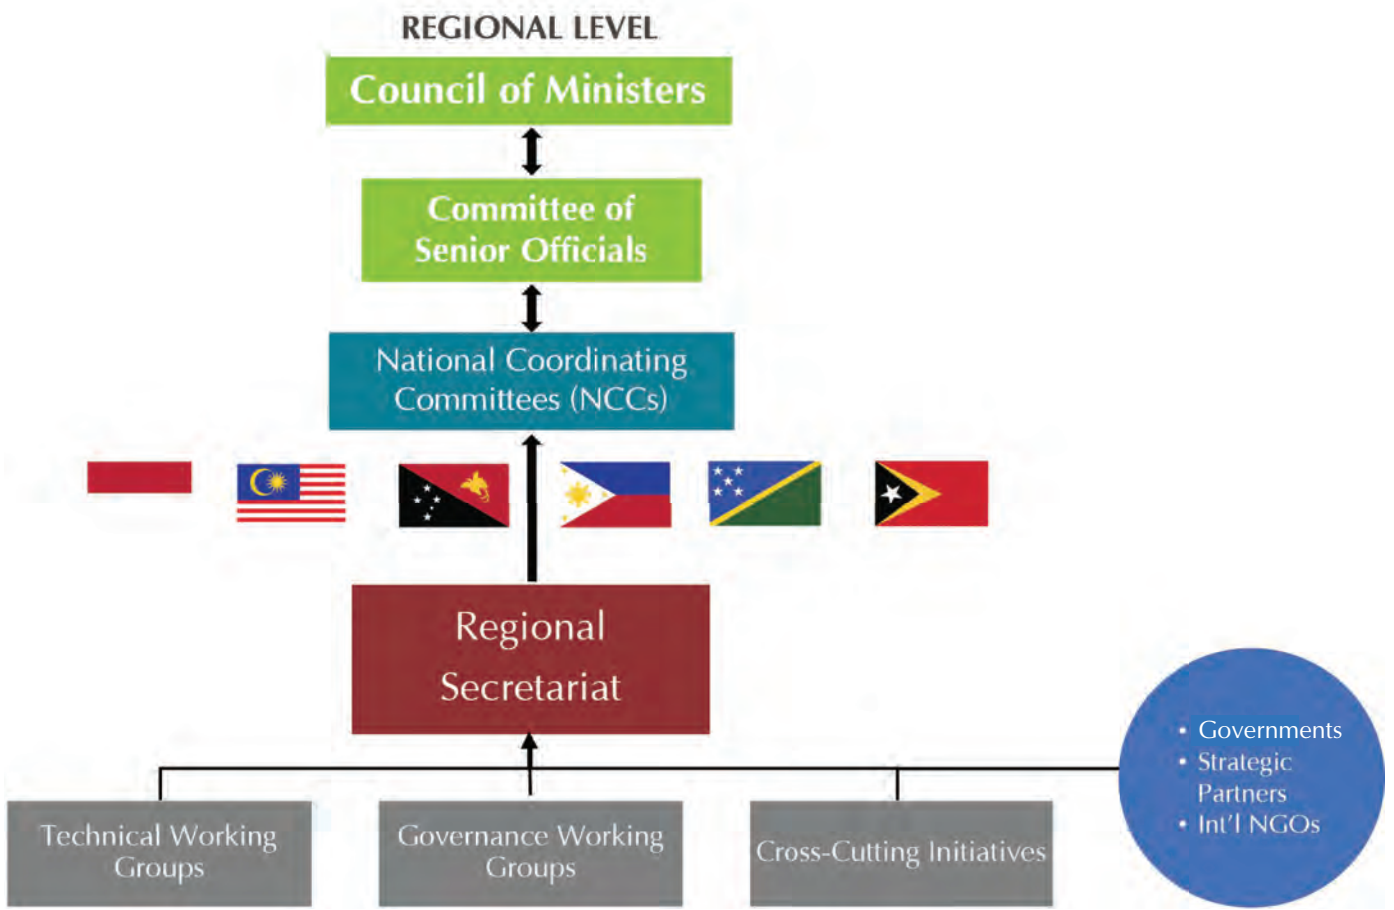 REGIONAL LEVEL
Council of Ministers
Committee of
Senior Officials
National Coordinating
Committees (NCCs)
Regional
Secretariat
• Governments
• Strategic
Partners
• Int'l NGOs
Technical Working
Groups
Governance Working
Groups
Cross-Cutting Initiatives